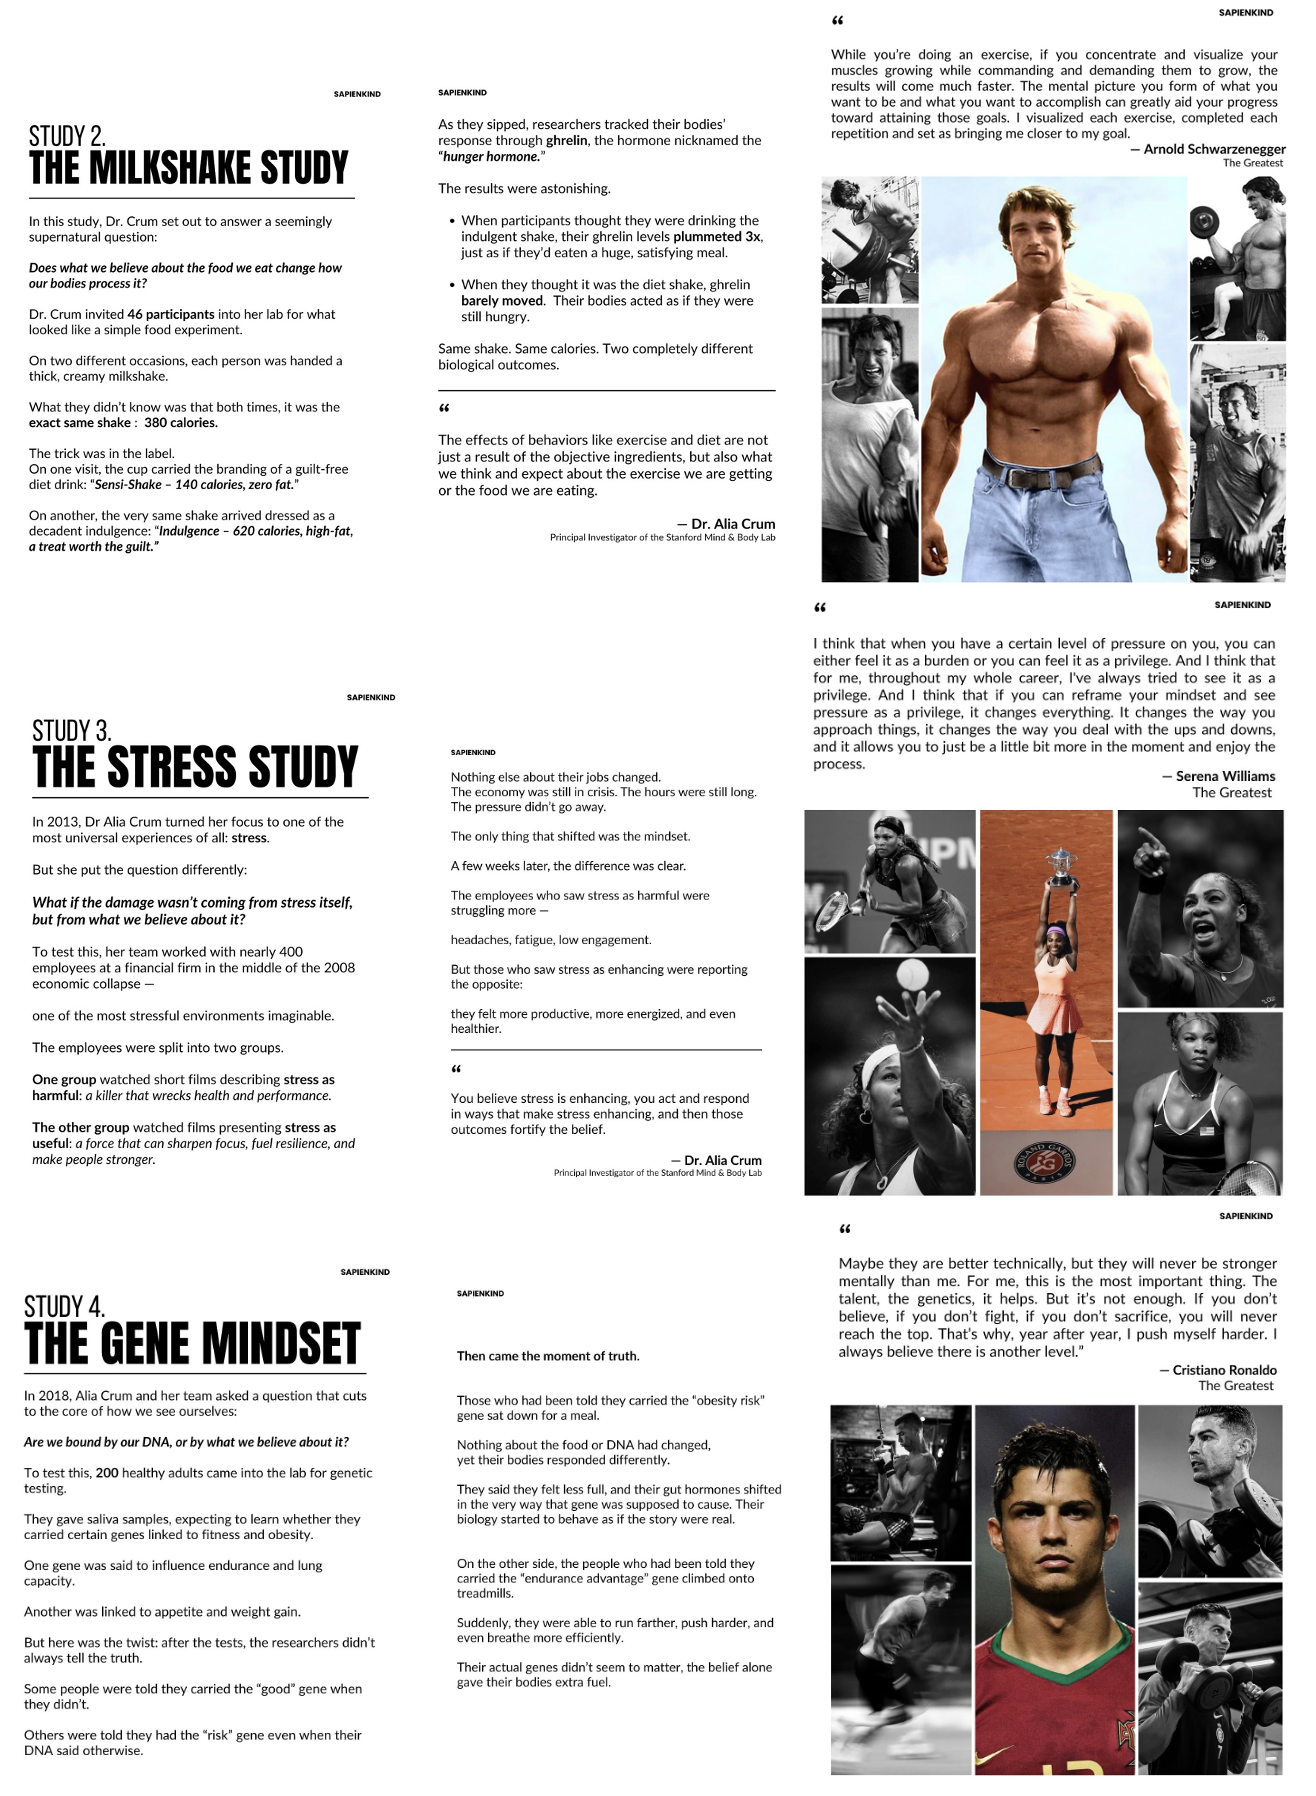 SAPIENKIND
STUDY 2.
THE MILKSHAKE STUDY
In this study, Dr. Crum set out to answer a seemingly
supernatural question:
Does what we believe about the food we eat change how
our bodies process it?
Dr. Crum invited 46 participants into her lab for what
looked like a simple food experiment.
On two different occasions, each person was handed a
thick, creamy milkshake.
What they didn't know was that both times, it was the
exact same shake : 380 calories.
The trick was in the label.
On one visit, the cup carried the branding of a guilt-free
diet drink: "Sensi-Shake – 140 calories, zero fat."
On another, the very same shake arrived dressed as a
decadent indulgence: "Indulgence – 620 calories, high-fat,
a treat worth the guilt."
SAPIENKIND
As they sipped, researchers tracked their bodies'
response through ghrelin, the hormone nicknamed the
"hunger hormone."
The results were astonishing.
• When participants thought they were drinking the
indulgent shake, their ghrelin levels plummeted 3x,
just as if they'd eaten a huge, satisfying meal.
• When they thought it was the diet shake, ghrelin
barely moved. Their bodies acted as if they were
still hungry.
Same shake. Same calories. Two completely different
biological outcomes.
“
The effects of behaviors like exercise and diet are not
just a result of the objective ingredients, but also what
we think and expect about the exercise we are getting
or the food we are eating.
— Dr. Alia Crum
Principal Investigator of the Stanford Mind & Body Lab
SAPIENKIND
“
While you're doing an exercise, if you concentrate and visualize your
muscles growing while commanding and demanding them to grow, the
results will come much faster. The mental picture you form of what you
want to be and what you want to accomplish can greatly aid your progress
toward attaining those goals. I visualized each exercise, completed each
repetition and set as bringing me closer to my goal.
— Arnold Schwarzenegger
The Greatest
SAPIENKIND
STUDY 3.
THE STRESS STUDY
In 2013, Dr Alia Crum turned her focus to one of the
most universal experiences of all: stress.
But she put the question differently:
What if the damage wasn't coming from stress itself,
but from what we believe about it?
To test this, her team worked with nearly 400
employees at a financial firm in the middle of the 2008
economic collapse —
one of the most stressful environments imaginable.
The employees were split into two groups.
One group watched short films describing stress as
harmful: a killer that wrecks health and performance.
The other group watched films presenting stress as
useful: a force that can sharpen focus, fuel resilience, and
make people stronger.
SAPIENKIND
Nothing else about their jobs changed.
The economy was still in crisis. The hours were still long.
The pressure didn't go away.
The only thing that shifted was the mindset.
A few weeks later, the difference was clear.
The employees who saw stress as harmful were
struggling more —
headaches, fatigue, low engagement.
But those who saw stress as enhancing were reporting
the opposite:
they felt more productive, more energized, and even
healthier.
“
You believe stress is enhancing, you act and respond
in ways that make stress enhancing, and then those
outcomes fortify the belief.
— Dr. Alia Crum
Principal Investigator of the Stanford Mind & Body Lab
SAPIENKIND
“
I think that when you have a certain level of pressure on you, you can
either feel it as a burden or you can feel it as a privilege. And I think that
for me, throughout my whole career, I've always tried to see it as a
privilege. And I think that if you can reframe your mindset and see
pressure as a privilege, it changes everything. It changes the way you
approach things, it changes the way you deal with the ups and downs,
and it allows you to just be a little bit more in the moment and enjoy the
process.
— Serena Williams
The Greatest
ROLAND GARROS
PARIS
SAPIENKIND
STUDY 4.
THE GENE MINDSET
In 2018, Alia Crum and her team asked a question that cuts
to the core of how we see ourselves:
Are we bound by our DNA, or by what we believe about it?
To test this, 200 healthy adults came into the lab for genetic
testing.
They gave saliva samples, expecting to learn whether they
carried certain genes linked to fitness and obesity.
One gene was said to influence endurance and lung
capacity.
Another was linked to appetite and weight gain.
But here was the twist: after the tests, the researchers didn't
always tell the truth.
Some people were told they carried the "good" gene when
they didn't.
Others were told they had the "risk" gene even when their
DNA said otherwise.
SAPIENKIND
Then came the moment of truth.
Those who had been told they carried the "obesity risk"
gene sat down for a meal.
Nothing about the food or DNA had changed,
yet their bodies responded differently.
They said they felt less full, and their gut hormones shifted
in the very way that gene was supposed to cause. Their
biology started to behave as if the story were real.
On the other side, the people who had been told they
carried the "endurance advantage" gene climbed onto
treadmills.
Suddenly, they were able to run farther, push harder, and
even breathe more efficiently.
Their actual genes didn't seem to matter, the belief alone
gave their bodies extra fuel.
SAPIENKIND
“
Maybe they are better technically, but they will never be stronger
mentally than me. For me, this is the most important thing. The
talent, the genetics, it helps. But it's not enough. If you don't
believe, if you don't fight, if you don't sacrifice, you will never
reach the top. That's why, year after year, I push myself harder. I
always believe there is another level."
— Cristiano Ronaldo
The Greatest